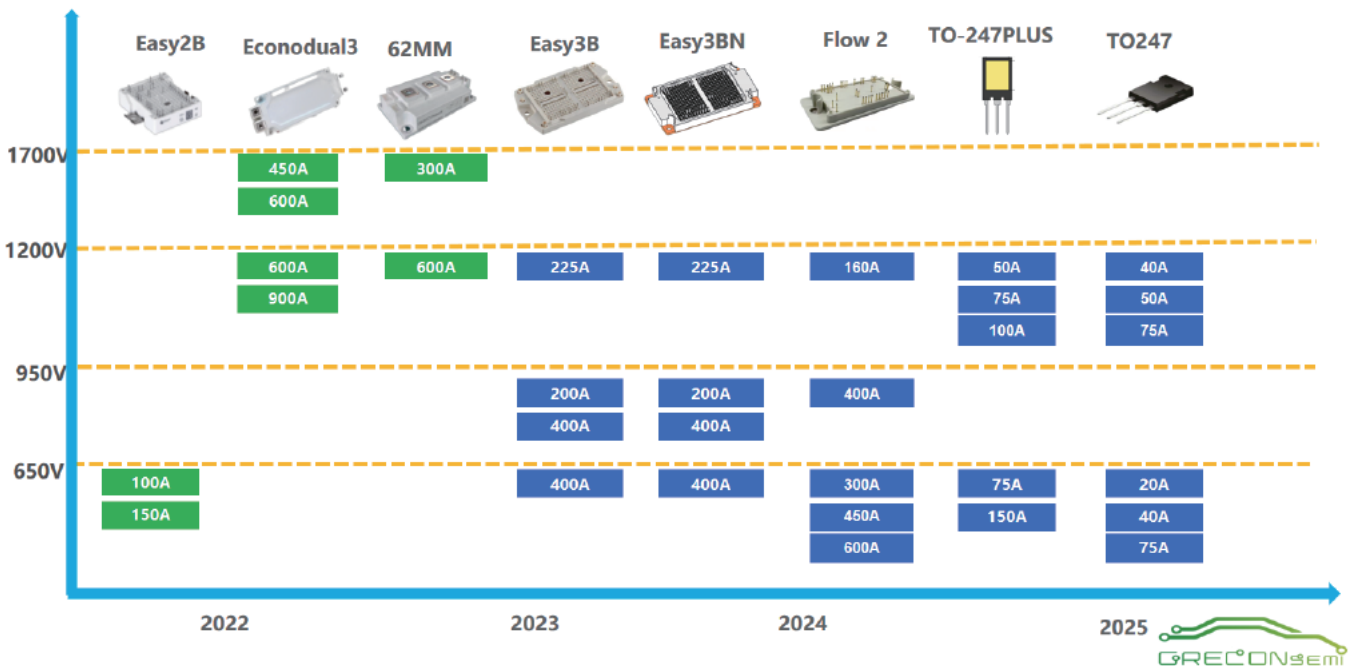 Easy2B Econodual3 62MM Easy3B Easy3BN Flow 2 TO-247PLUS TO247
1700V
450A 300A
600A
1200V
600A 600A 225A 225A 160A 50A 40A
900A 75A 50A
100A 75A
950V
200A 200A 400A
400A 400A
650V
100A 400A 400A 300A 75A 20A
150A 450A 150A 40A
600A 75A
2022 2023 2024 2025
GRECONSEMI